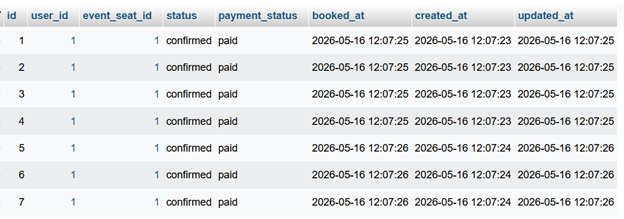 id user_id event_seat_id status payment_status booked_at created_at updated_at
1 1 1 confirmed paid 2026-05-16 12:07:25 2026-05-16 12:07:23 2026-05-16 12:07:25
2 1 1 confirmed paid 2026-05-16 12:07:25 2026-05-16 12:07:23 2026-05-16 12:07:25
3 1 1 confirmed paid 2026-05-16 12:07:25 2026-05-16 12:07:23 2026-05-16 12:07:25
4 1 1 confirmed paid 2026-05-16 12:07:25 2026-05-16 12:07:23 2026-05-16 12:07:25
5 1 1 confirmed paid 2026-05-16 12:07:26 2026-05-16 12:07:24 2026-05-16 12:07:26
6 1 1 confirmed paid 2026-05-16 12:07:26 2026-05-16 12:07:24 2026-05-16 12:07:26
7 1 1 confirmed paid 2026-05-16 12:07:26 2026-05-16 12:07:24 2026-05-16 12:07:26